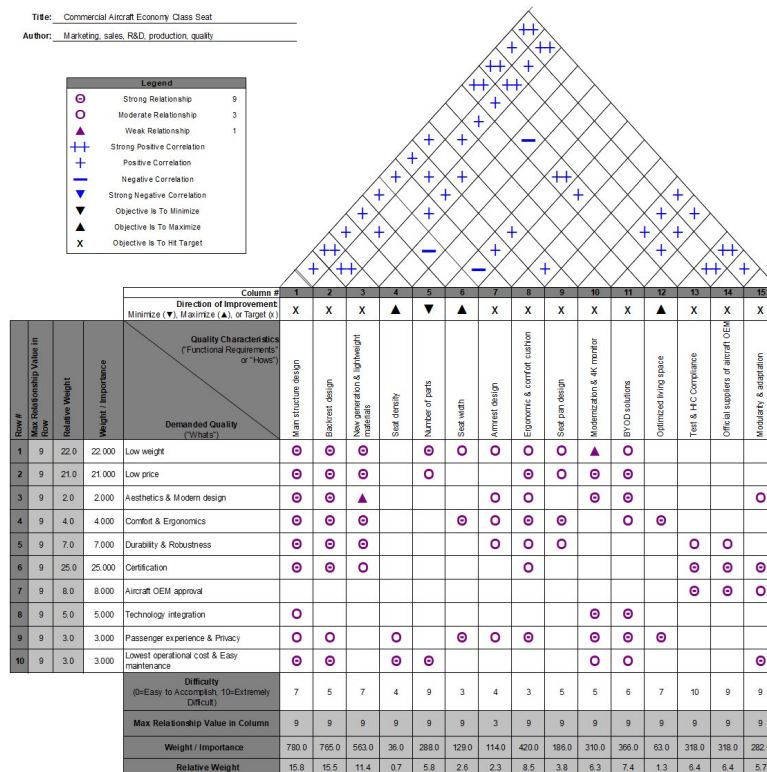 Title: Commercial Aircraft Economy Class Seat
Author: Marketing, sales, R&D, production, quality
Legend
Strong Relationship 9
Moderate Relationship 3
Weak Relationship 1
Strong Positive Correlation
Positive Correlation
Negative Correlation
Strong Negative Correlation
Objective Is To Minimize
Objective Is To Maximize
X Objective Is To Hit Target
Column # 1 2 3 4 5 6 7 8 9 10 11 12 13 14 15
Direction of Improvement:
Minimize (▼), Maximize (▲), or Target (x)
X X X ▲ ▼ ▲ X X X X X ▲ X X X
Row #
Max Relationship Value in
Row
Relative Weight
Weight / Importance
Quality Characteristics
("Functional Requirements"
or "Hows")
Demanded Quality
("Whats")
Main structure design
Backrest design
New generation & lightweight
materials
Seat density
Number of parts
Seat width
Armrest design
Ergonomic & comfort cushion
Seat pan design
Modernization & 4K monitor
BYOD solutions
Optimized living space
Test & HIC Compliance
Official suppliers of aircraft OEM
Modularity & adaptation
1 9 22.0 22.000 Low weight
2 9 21.0 21.000 Low price
3 9 2.0 2.000 Aesthetics & Modern design
4 9 4.0 4.000 Comfort & Ergonomics
5 9 7.0 7.000 Durability & Robustness
6 9 25.0 25.000 Certification
7 9 8.0 8.000 Aircraft OEM approval
8 9 5.0 5.000 Technology integration
9 9 3.0 3.000 Passenger experience & Privacy
10 9 3.0 3.000 Lowest operational cost & Easy
maintenance
Difficulty
(0=Easy to Accomplish, 10=Extremely
Difficult)
7 5 7 4 9 3 4 3 5 5 6 7 10 9 9
Max Relationship Value in Column 9 9 9 9 9 9 3 9 9 9 9 9 9 9 9
Weight / Importance 780.0 765.0 563.0 36.0 288.0 129.0 114.0 420.0 186.0 310.0 366.0 63.0 318.0 318.0 282.
Relative Weight 15.8 15.5 11.4 0.7 5.8 2.6 2.3 8.5 3.8 6.3 7.4 1.3 6.4 6.4 5.7